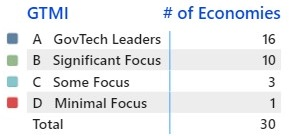 GTMI # of Economies
A GovTech Leaders 16
B Significant Focus 10
C Some Focus 3
D Minimal Focus 1
Total 30